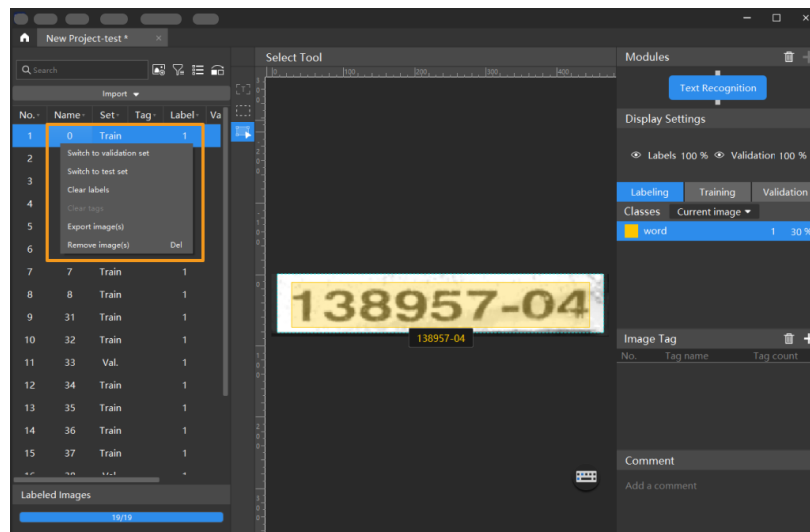 New Project-test *
Select Tool
Modules
Search
Text Recognition
Import
No. Name Set Tag Label Va
Display Settings
1 0 Train 1
Switch to validation set
Switch to test set
Clear labels
Clear tags
Export image(s)
Remove image(s) Del
2
3
4
5
6
7 7 Train 1
8 8 Train 1
9 31 Train 1
10 32 Train 1
11 33 Val. 1
12 34 Train 1
13 35 Train 1
14 36 Train 1
15 37 Train 1
Labeled Images
19/19
0 100 200 300 400
138957-04
138957-04
Labels 100 % Validation 100 %
Labeling Training Validation
Classes Current image
word 1 30 %
Image Tag
No. Tag name Tag count
Comment
Add a comment